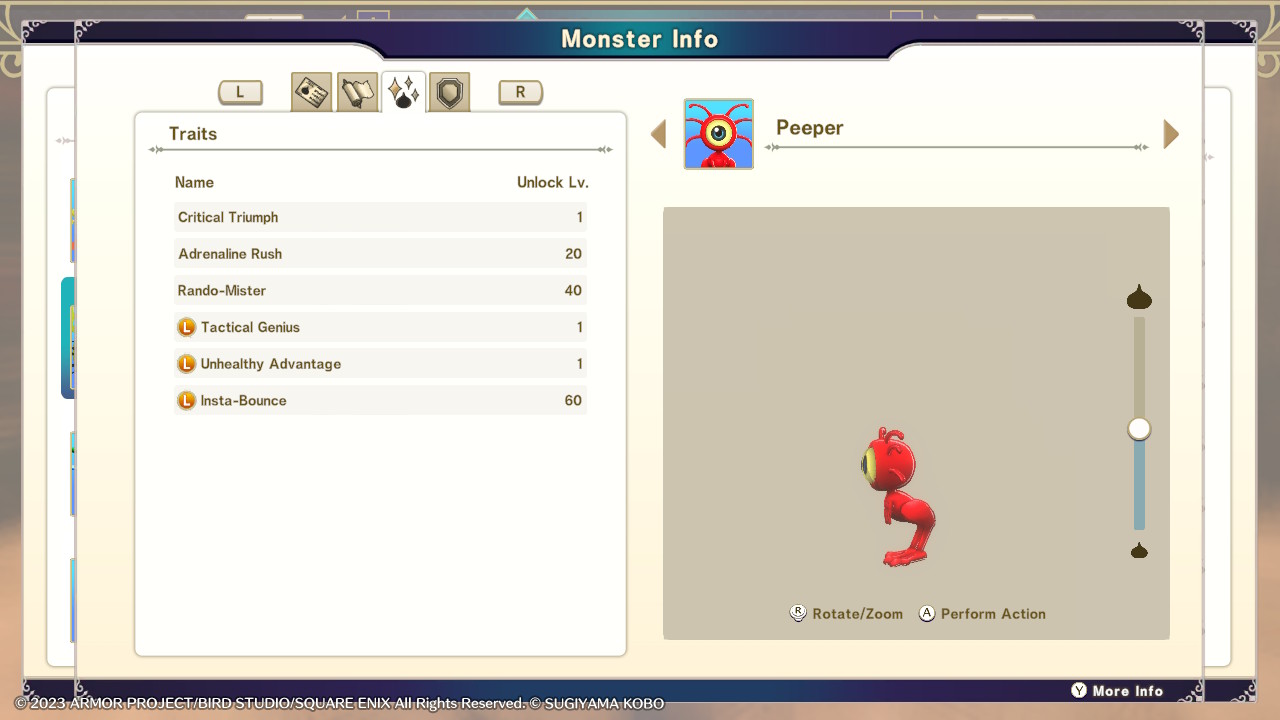 Monster Info
L
R
Traits
Peeper
Name Unlock Lv.
Critical Triumph 1
Adrenaline Rush 20
Rando-Mister 40
L Tactical Genius 1
L Unhealthy Advantage 1
L Insta-Bounce 60
R Rotate/Zoom A Perform Action
Y More Info
© 2023 ARMOR PROJECT/BIRD STUDIO/SQUARE ENIX All Rights Reserved. © SUGIYAMA KOBO